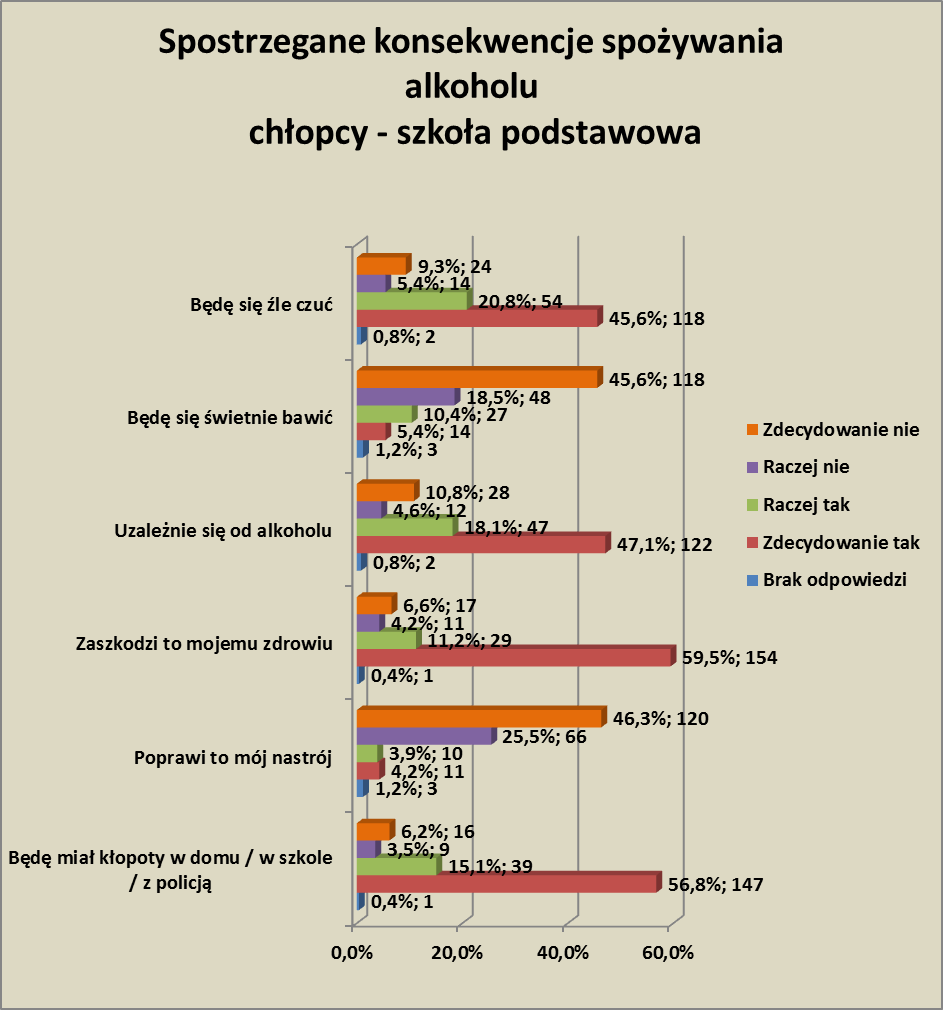 Spostrzegane konsekwencje spożywania
alkoholu
chłopcy - szkoła podstawowa
Będę się źle czuć
9,3%; 24
5,4%; 14
20,8%; 54
45,6%; 118
0,8%; 2
Będę się świetnie bawić
45,6%; 118
18,5%; 48
10,4%; 27
5,4%; 14
1,2%; 3
Uzależnie się od alkoholu
10,8%; 28
4,6%; 12
18,1%; 47
47,1%; 122
0,8%; 2
Zaszkodzi to mojemu zdrowiu
6,6%; 17
4,2%; 11
11,2%; 29
59,5%; 154
0,4%; 1
Poprawi to mój nastrój
46,3%; 120
25,5%; 66
3,9%; 10
4,2%; 11
1,2%; 3
Będę miał kłopoty w domu / w szkole
/ z policją
6,2%; 16
3,5%; 9
15,1%; 39
56,8%; 147
0,4%; 1
0,0%
20,0%
40,0%
60,0%
Zdecydowanie nie
Raczej nie
Raczej tak
Zdecydowanie tak
Brak odpowiedzi